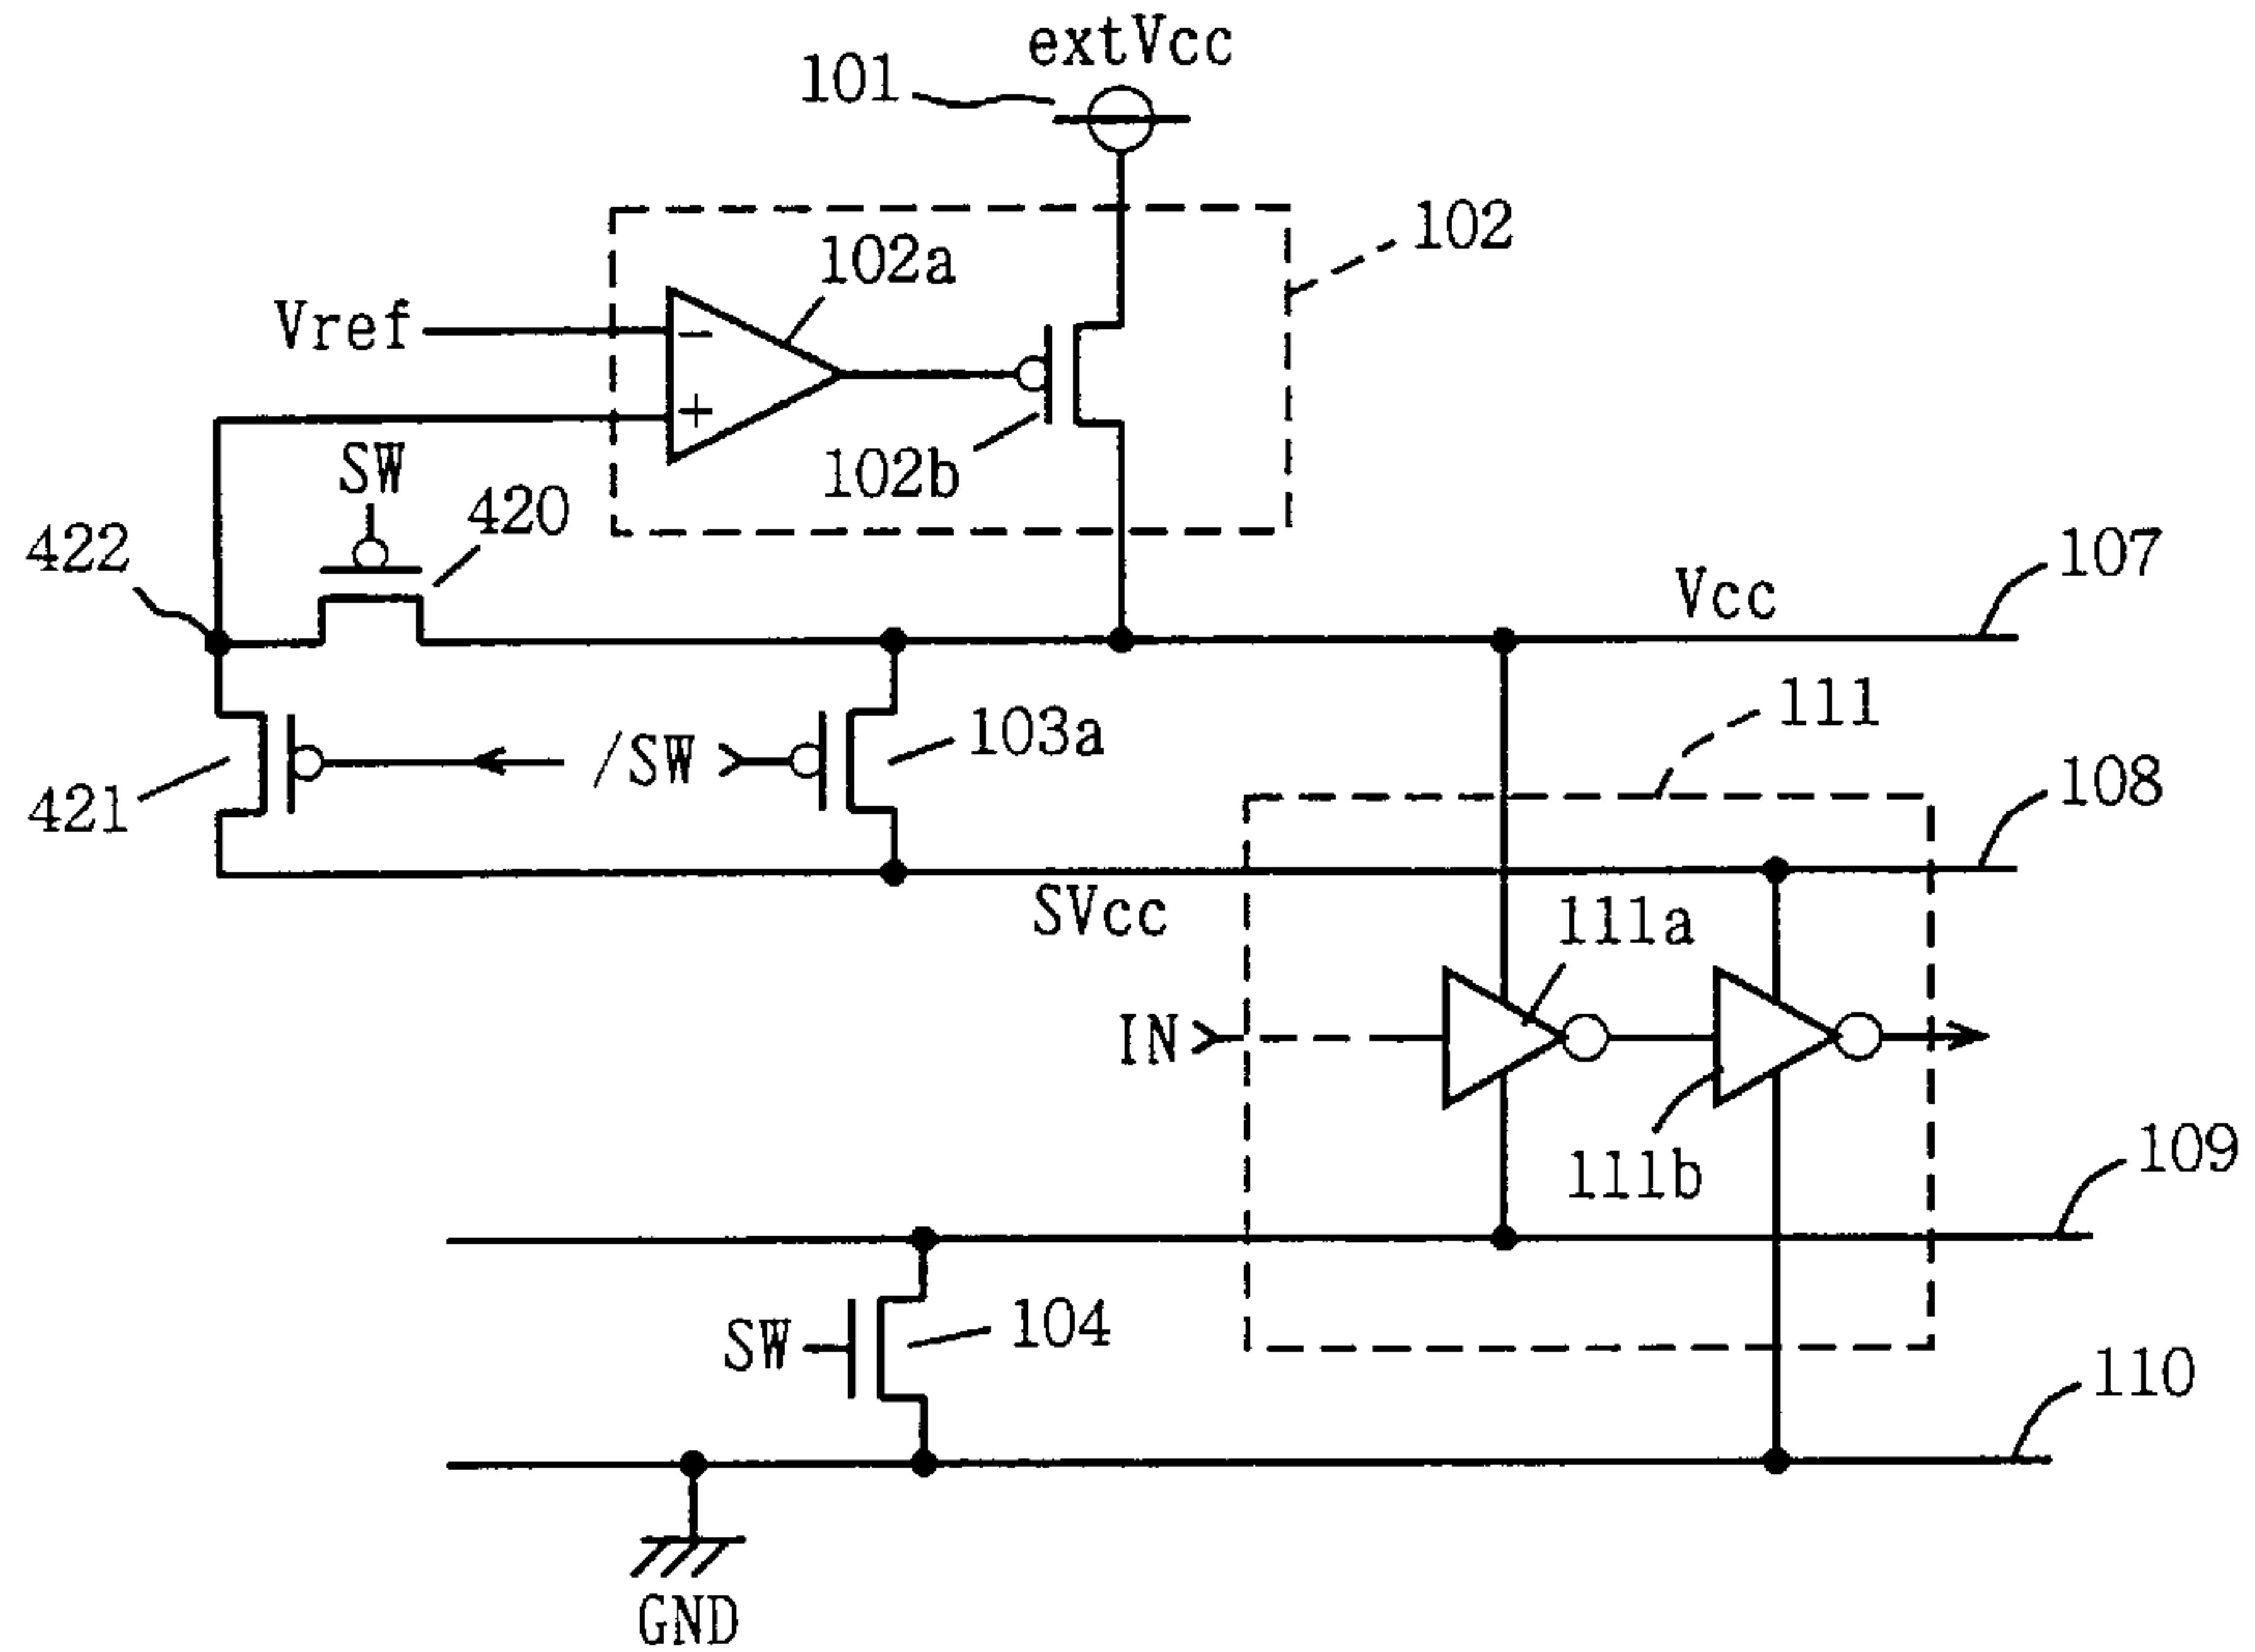 extVcc
101
102
102a
Vref
−
+
102b
SW
420
422
107
Vcc
111
103a
/SW
421
108
SVcc
111a
IN
111b
109
SW
104
110
GND